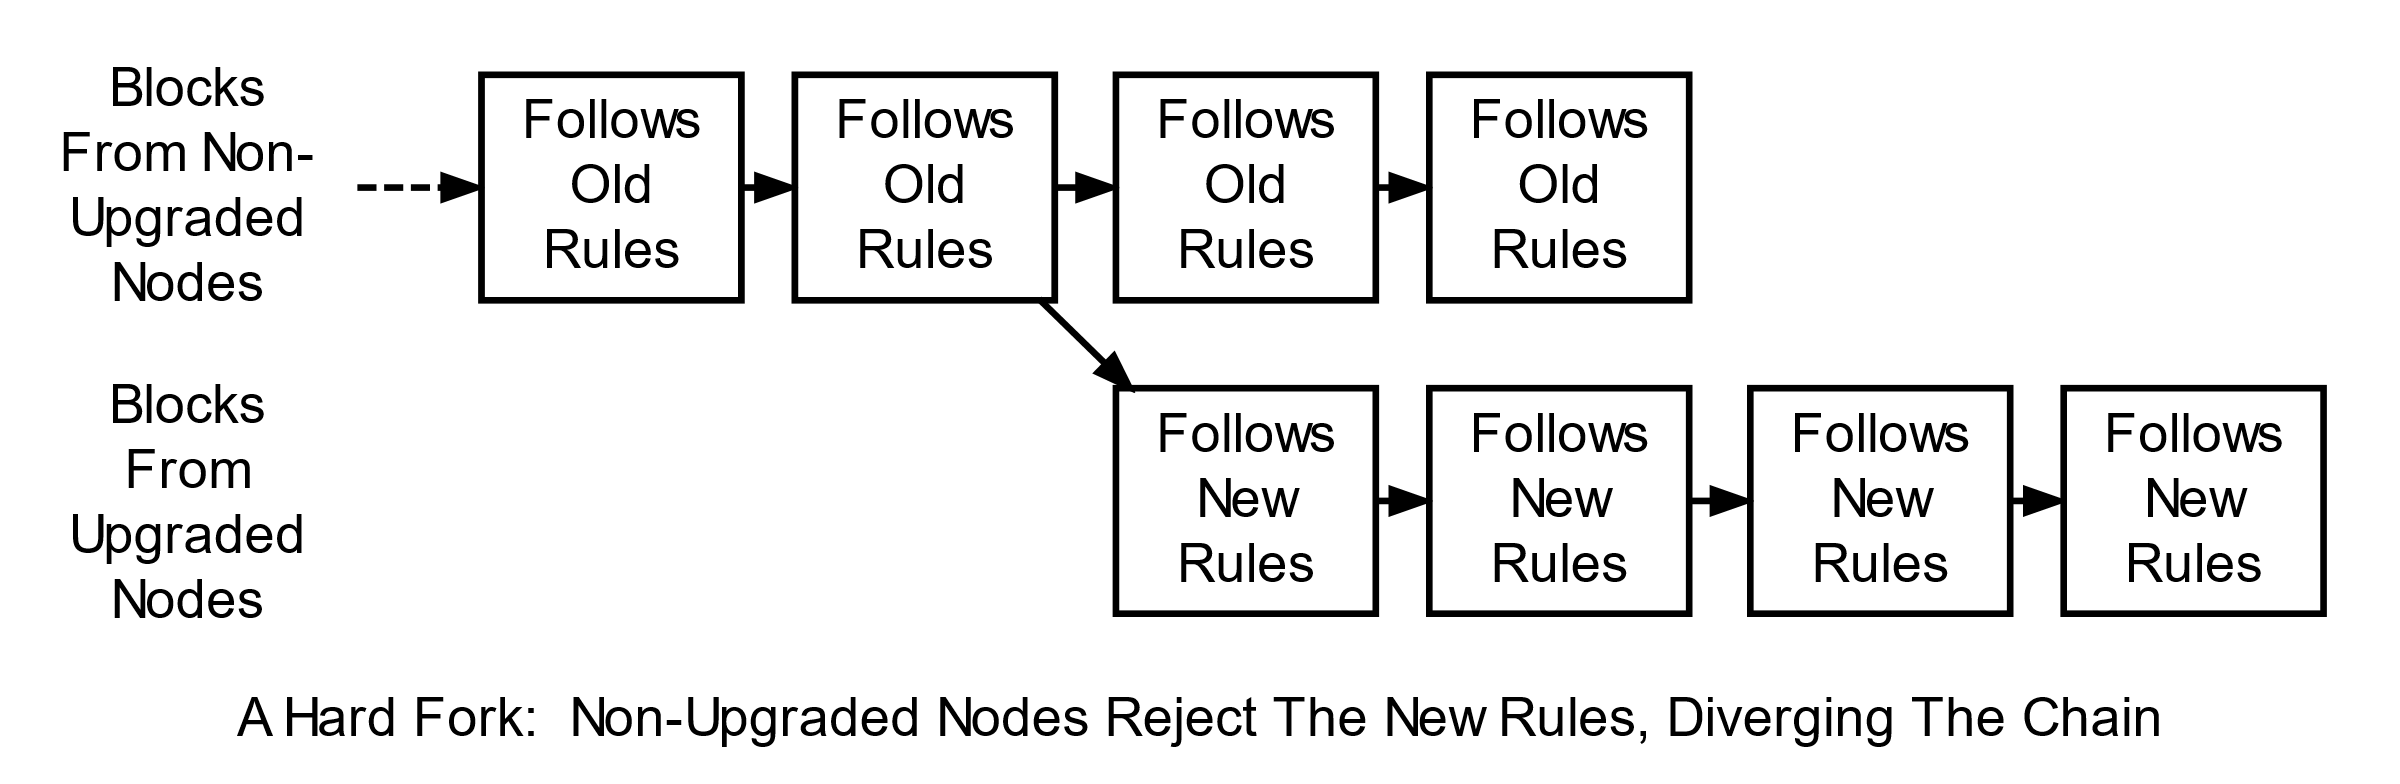 Blocks
From Non-
Upgraded
Nodes
Follows
Old
Rules
Follows
Old
Rules
Follows
Old
Rules
Follows
Old
Rules
Blocks
From
Upgraded
Nodes
Follows
New
Rules
Follows
New
Rules
Follows
New
Rules
Follows
New
Rules
A Hard Fork:  Non-Upgraded Nodes Reject The New Rules, Diverging The Chain